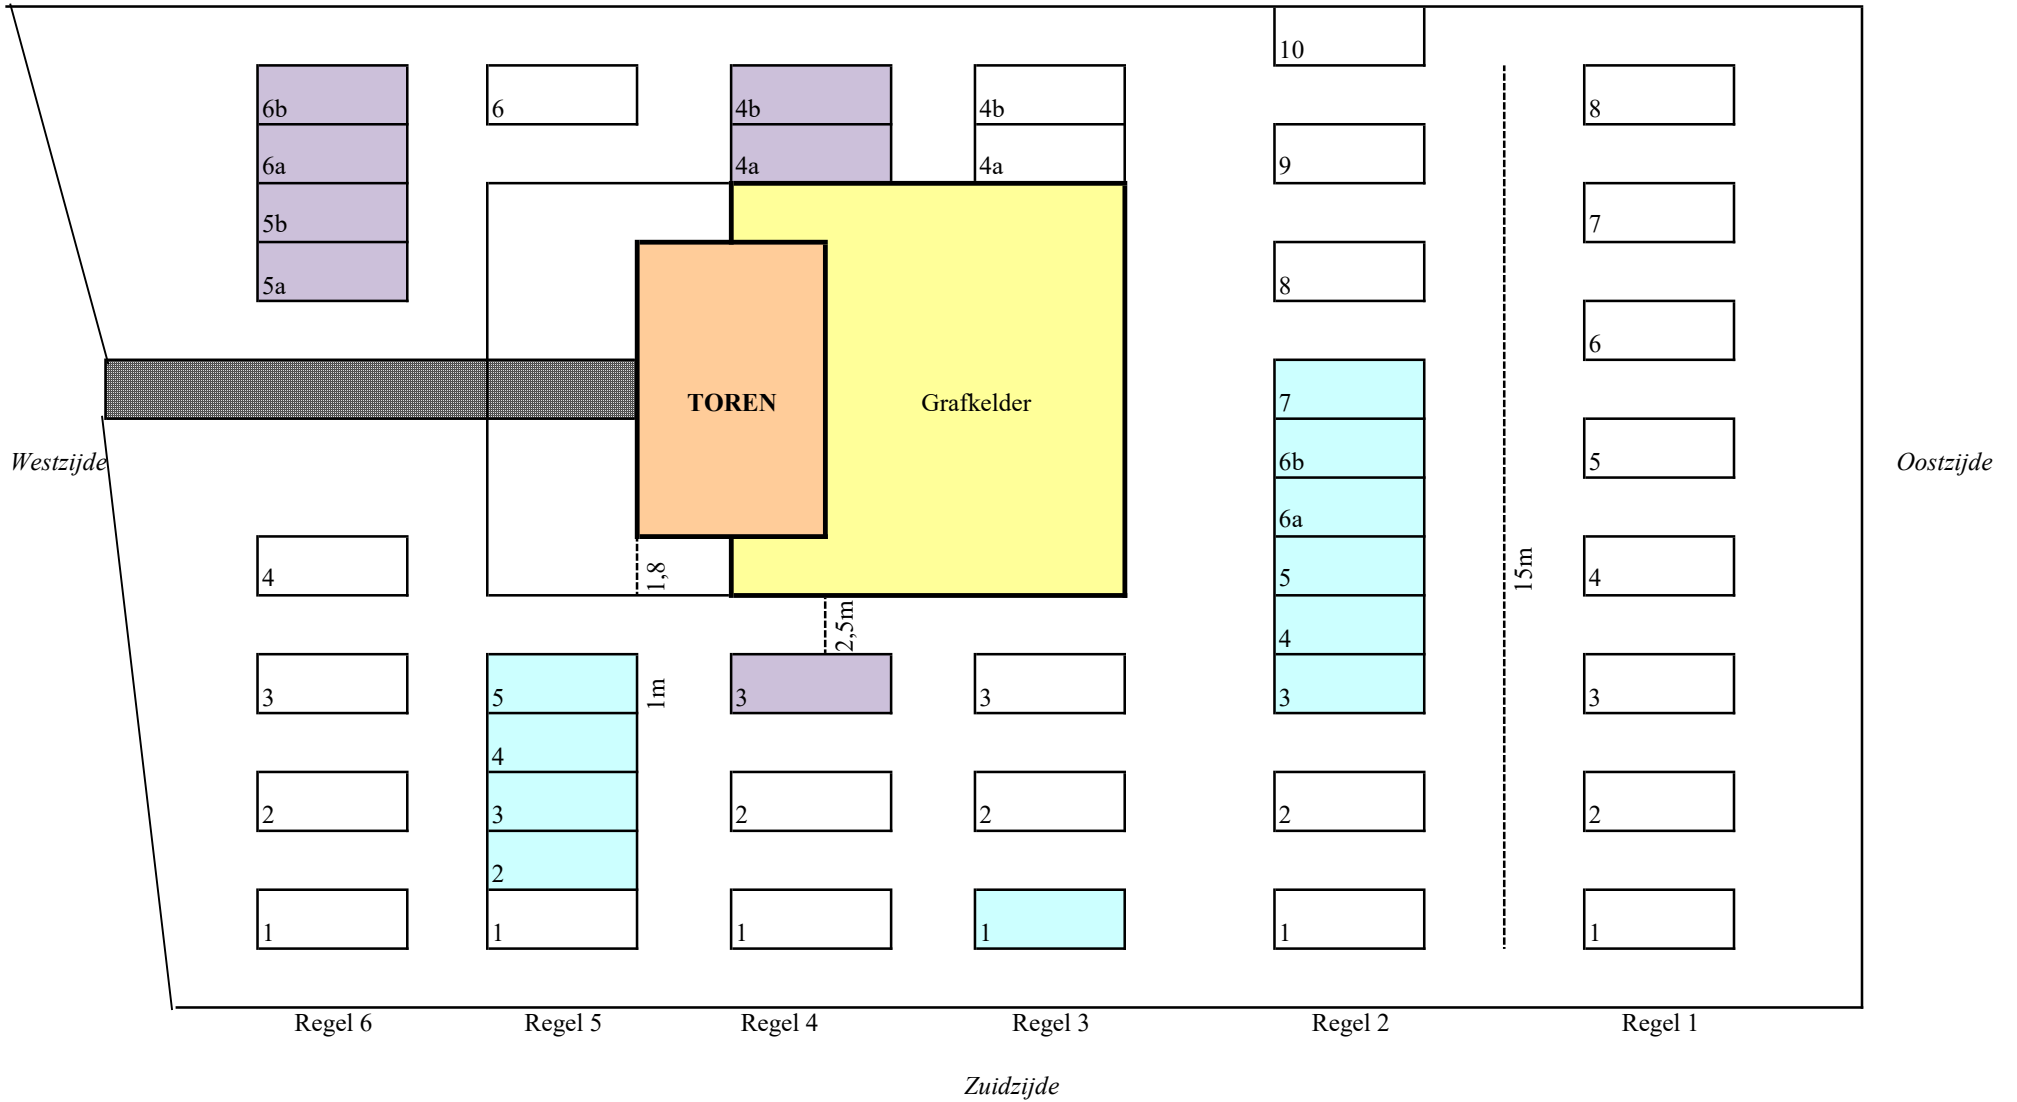 10
6b 6 4b 4b 8
6a 4a 4a 9
5b 7
5a 8
6
TOREN Grafkelder 7
Westzijde 6b 5 Oostzijde
6a
4 1,8 5 15m 4
2,5m 4
3 5 1m 3 3 3 3
4
2 3 2 2 2 2
2
1 1 1 1 1 1
Regel 6 Regel 5 Regel 4 Regel 3 Regel 2 Regel 1
Zuidzijde